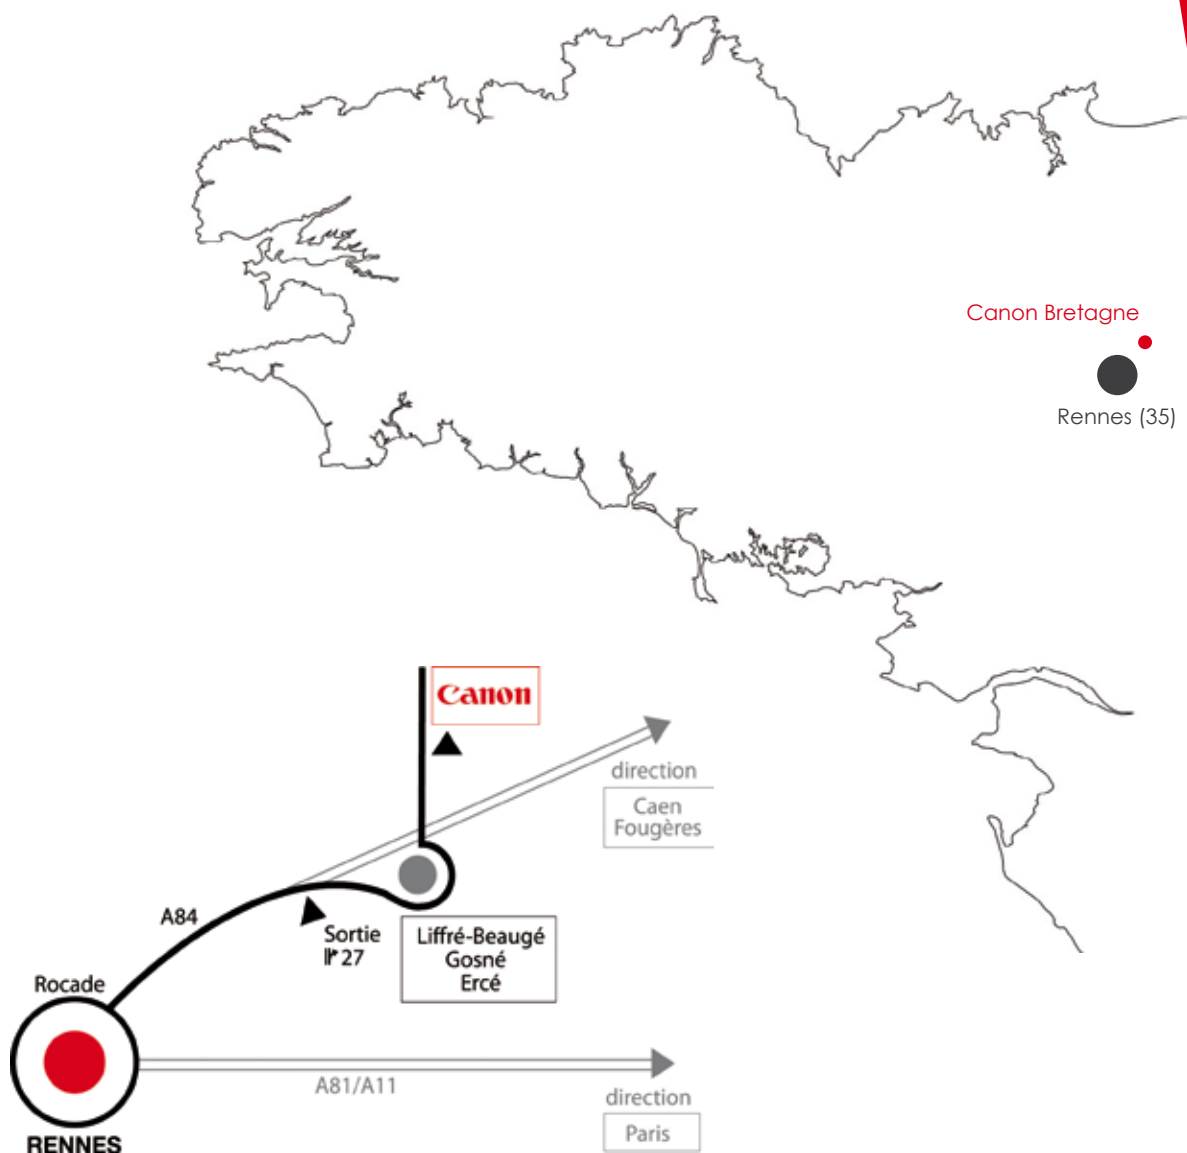 Canon Bretagne
Rennes (35)
Canon
direction
Caen
Fougères
A84
Sortie
27
Liffré-Beaugé
Gosné
Ercé
Rocade
A81/A11
direction
Paris
RENNES